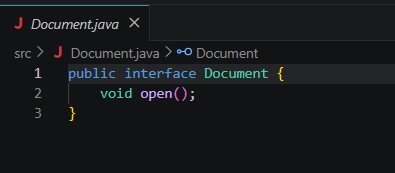 J Document.java ×
src > J Document.java > Document
1 public interface Document {
2     void open();
3 }